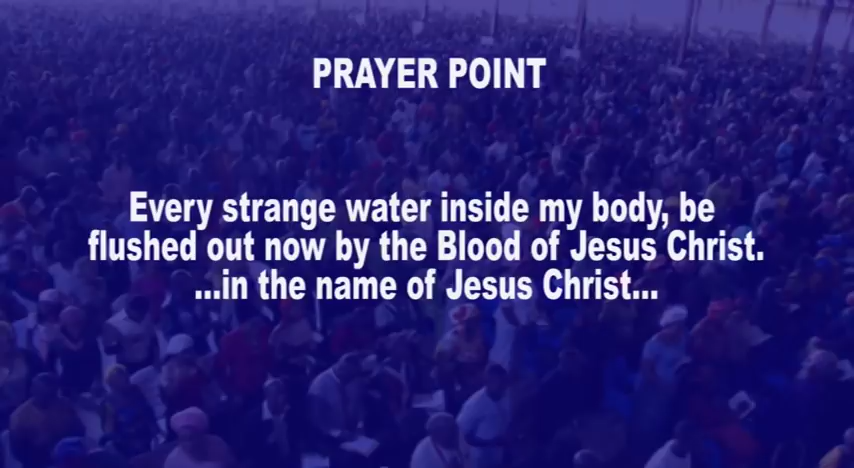 PRAYER POINT
Every strange water inside my body, be
flushed out now by the Blood of Jesus Christ.
...in the name of Jesus Christ...